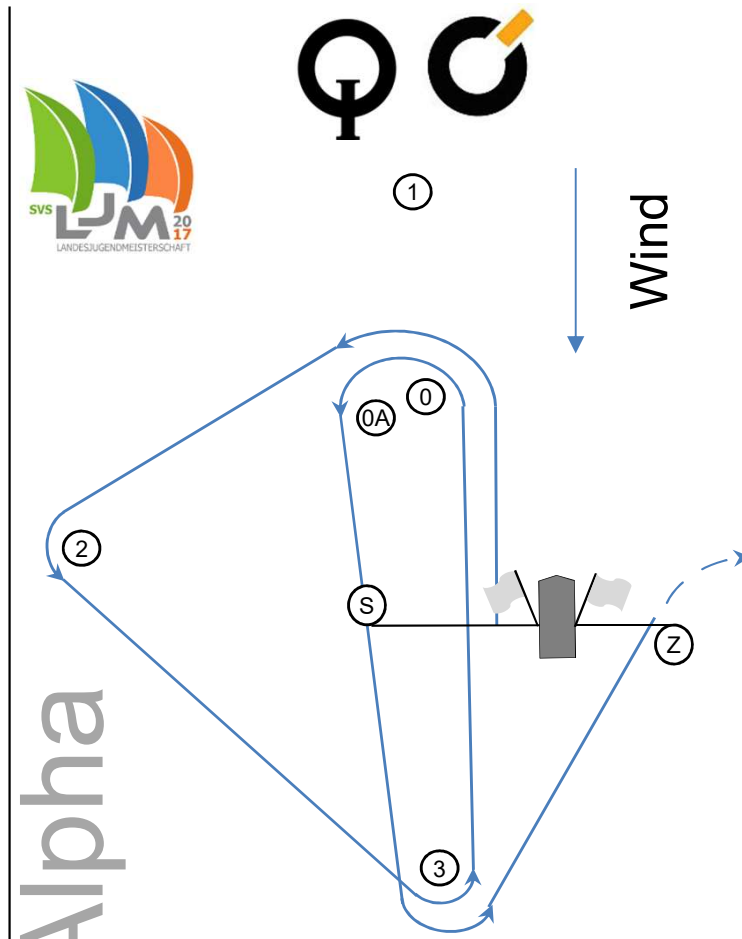 SVS
LJM
20
17
LANDESJUGENDMEISTERSCHAFT
1
Wind
0
0A
2
S
Z
3
Alpha